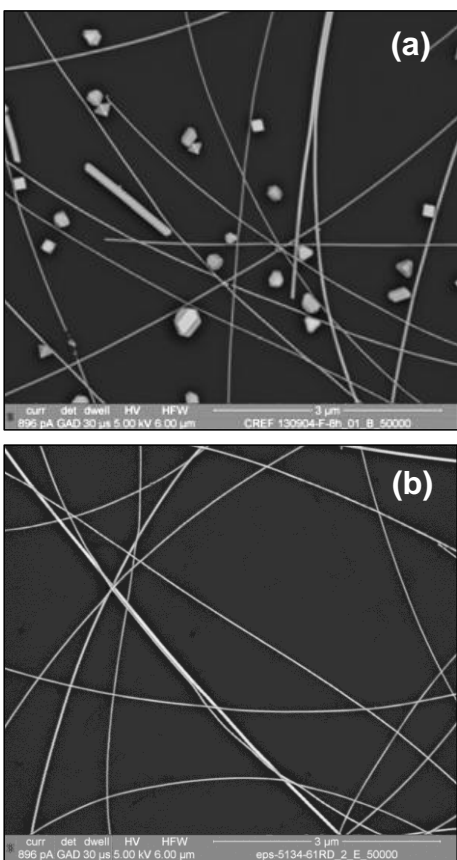 (a)
curr det dwell HV HFW 3 µm
896 pA GAD 30 µs 5.00 kV 6.00 µm CREF 130904-F-6h_01_B_50000
(b)
curr det dwell HV HFW 3 µm
896 pA GAD 30 µs 5.00 kV 6.00 µm eps-5134-61RD_2_E_50000